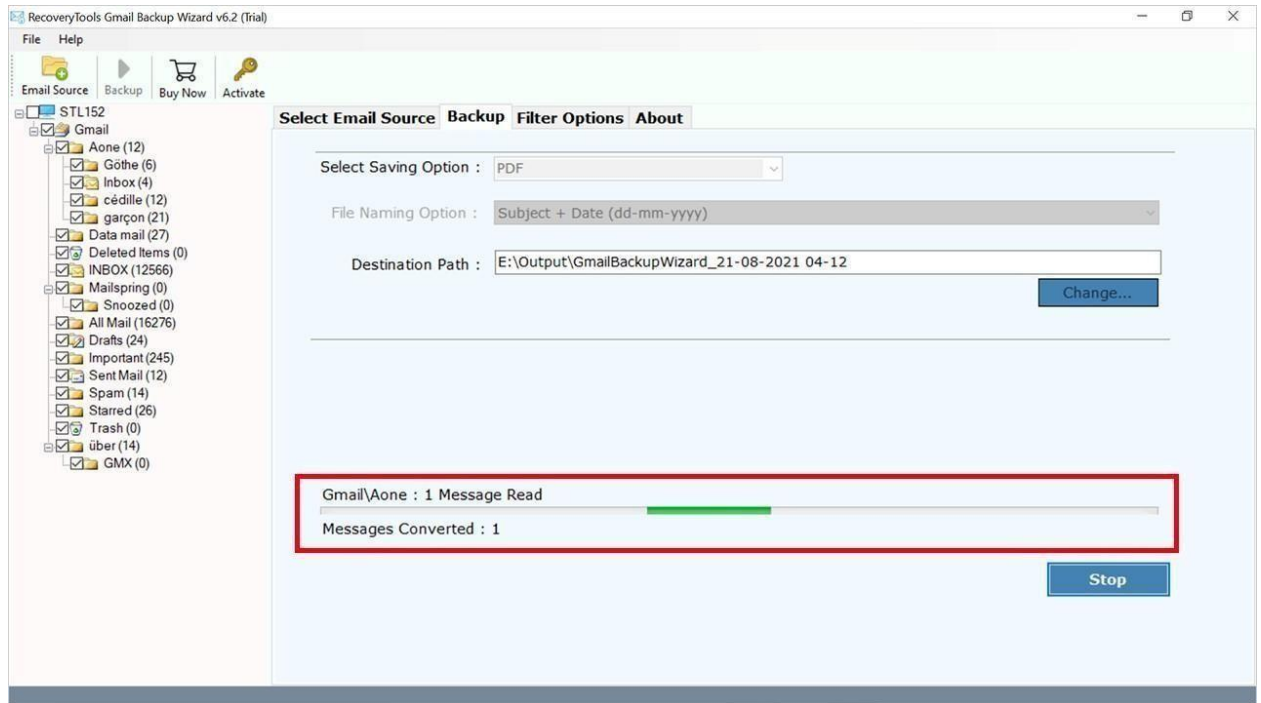 RecoveryTools Gmail Backup Wizard v6.2 (Trial)
File Help
Email Source Backup Buy Now Activate
STL152
Gmail
Aone (12)
Göthe (6)
Inbox (4)
cédille (12)
garçon (21)
Data mail (27)
Deleted Items (0)
INBOX (12566)
Mailspring (0)
Snoozed (0)
All Mail (16276)
Drafts (24)
Important (245)
Sent Mail (12)
Spam (14)
Starred (26)
Trash (0)
über (14)
GMX (0)
Select Email Source Backup Filter Options About
Select Saving Option : PDF
File Naming Option : Subject + Date (dd-mm-yyyy)
Destination Path : E:\Output\GmailBackupWizard_21-08-2021 04-12
Change...
Gmail\Aone : 1 Message Read
Messages Converted : 1
Stop